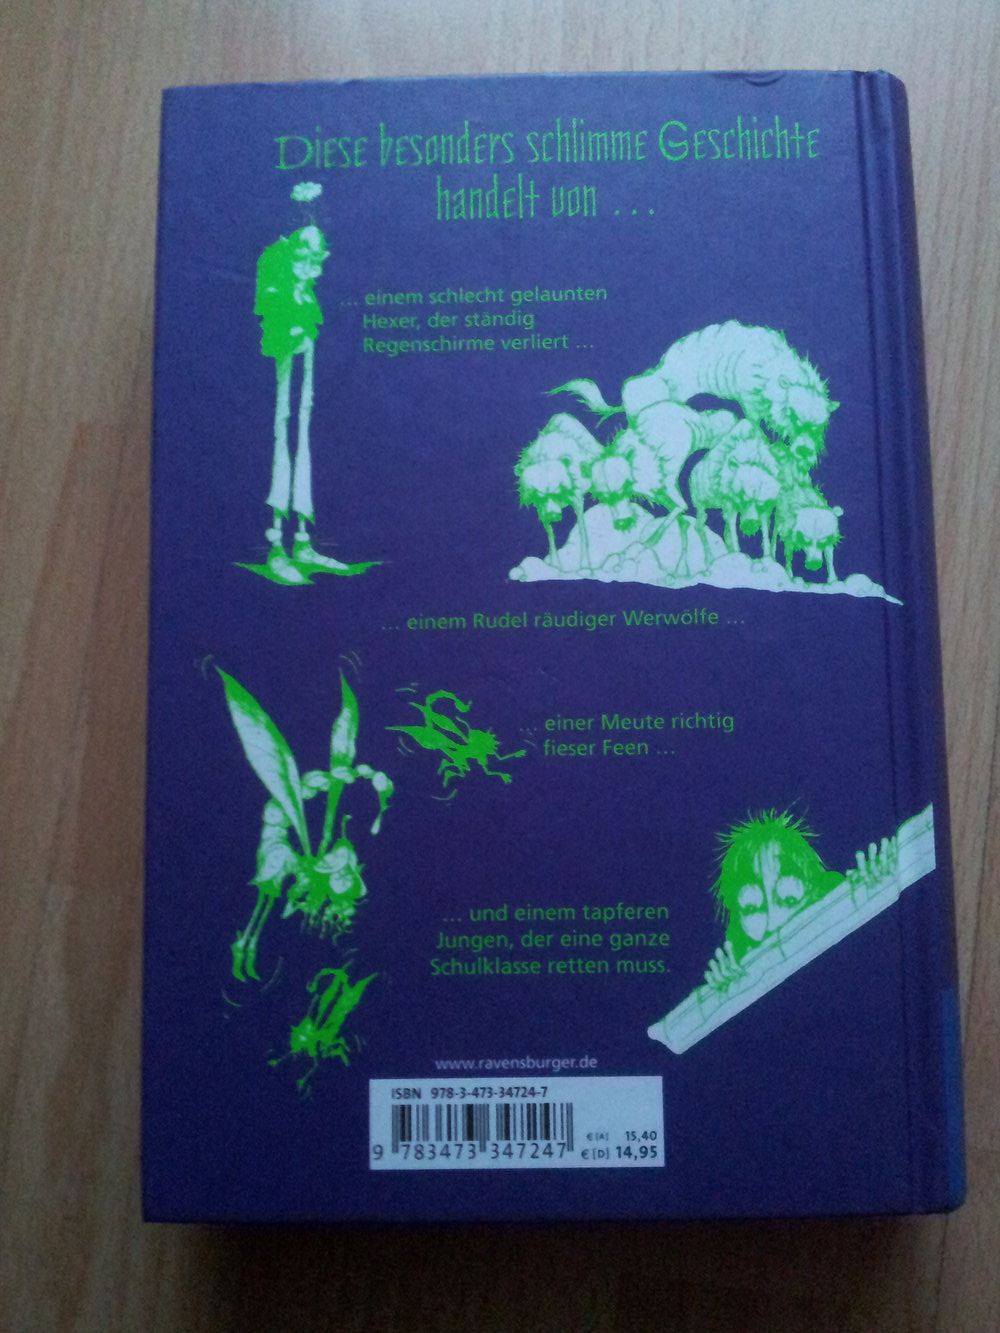 Diese besonders schlimme Geschichte
handelt von ...
... einem schlecht gelaunten
Hexer, der ständig
Regenschirme verliert ...
... einem Rudel räudiger Werwölfe ...
... einer Meute richtig
fieser Feen ...
... und einem tapferen
Jungen, der eine ganze
Schulklasse retten muss.
www.ravensburger.de
ISBN 978-3-473-34724-7
€ [A] 15,40
9 783473 347247 € [D] 14,95